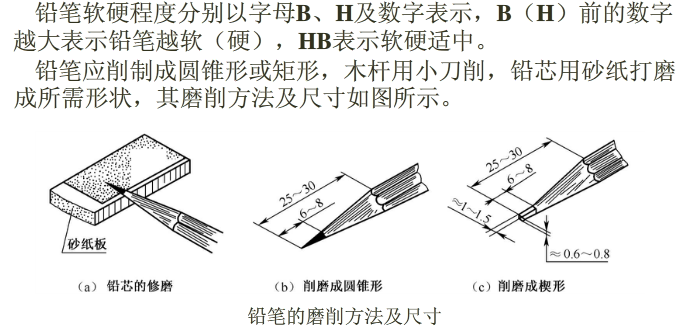 铅笔软硬程度分别以字母B、H及数字表示，B（H）前的数字
越大表示铅笔越软（硬），HB表示软硬适中。
铅笔应削制成圆锥形或矩形，木杆用小刀削，铅芯用砂纸打磨
成所需形状，其磨削方法及尺寸如图所示。
砂纸板
25～30
6～8
25～30
6～8
≈1～1.5
≈0.6～0.8
（a）铅芯的修磨
（b）削磨成圆锥形
（c）削磨成楔形
铅笔的磨削方法及尺寸